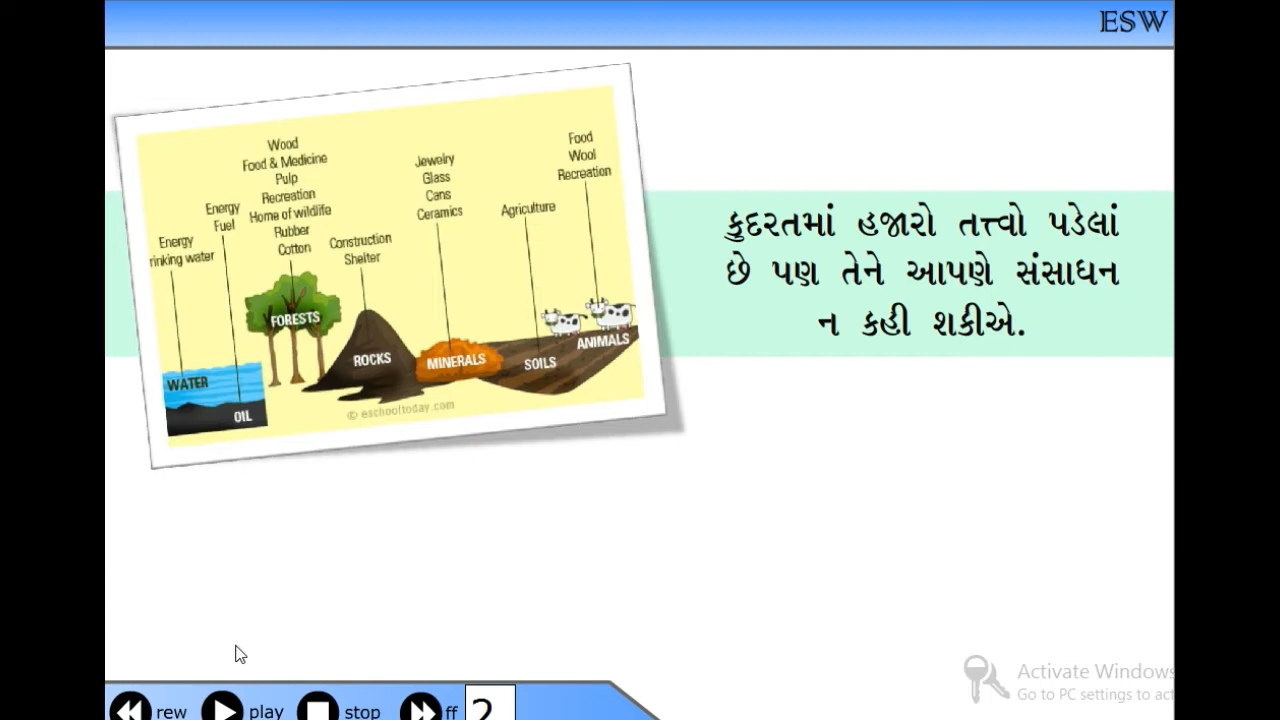 ESW
Wood
Food & Medicine
Pulp
Recreation
Home of wildlife
Rubber
Cotton
Energy
Fuel
Energy
rinking water
Construction
Shelter
Jewelry
Glass
Cans
Ceramics
Agriculture
Food
Wool
Recreation
WATER
OIL
FORESTS
ROCKS
MINERALS
SOILS
ANIMALS
© eschooltoday.com
કુદરતમાં હજારો તત્ત્વો પડેલાં
છે પણ તેને આપણે સંસાધન
ન કહી શકીએ.
Activate Windows
Go to PC settings to act
rew play stop ff 2